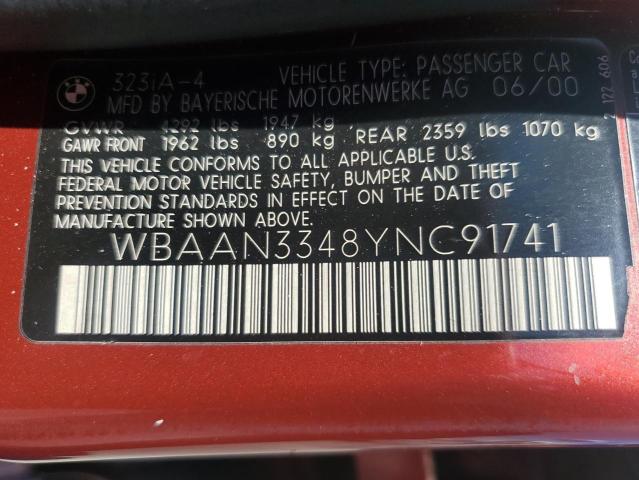 BMW
323iA-4 VEHICLE TYPE: PASSENGER CAR
MFD BY BAYERISCHE MOTORENWERKE AG 06/00
GVWR 4292 lbs 1947 kg
GAWR FRONT 1962 lbs 890 kg REAR 2359 lbs 1070 kg
THIS VEHICLE CONFORMS TO ALL APPLICABLE U.S.
FEDERAL MOTOR VEHICLE SAFETY, BUMPER AND THEFT
PREVENTION STANDARDS IN EFFECT ON THE DATE OF
MANUFACTURE SHOWN ABOVE.
WBAAN3348YNC91741